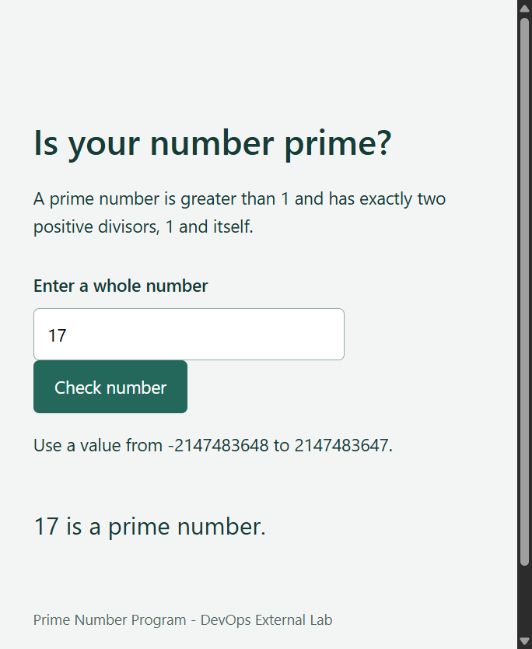 Is your number prime?
A prime number is greater than 1 and has exactly two
positive divisors, 1 and itself.
Enter a whole number
17
Check number
Use a value from -2147483648 to 2147483647.
17 is a prime number.
Prime Number Program - DevOps External Lab